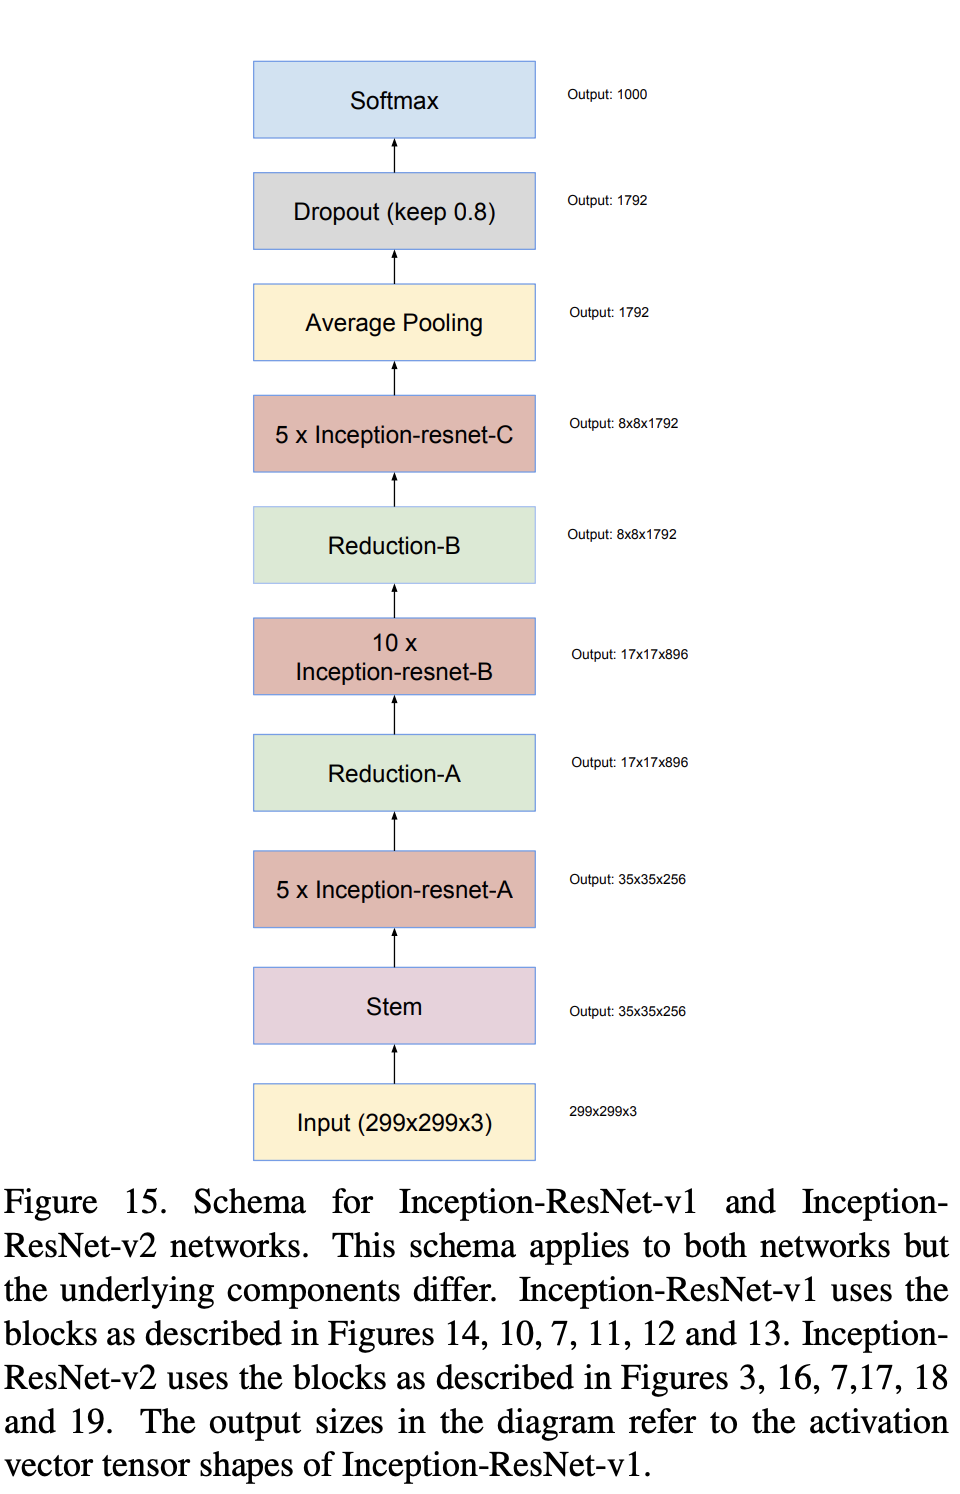 Softmax
Output: 1000
Dropout (keep 0.8)
Output: 1792
Average Pooling
Output: 1792
5 x Inception-resnet-C
Output: 8x8x1792
Reduction-B
Output: 8x8x1792
10 x
Inception-resnet-B
Output: 17x17x896
Reduction-A
Output: 17x17x896
5 x Inception-resnet-A
Output: 35x35x256
Stem
Output: 35x35x256
Input (299x299x3)
299x299x3
Figure 15. Schema for Inception-ResNet-v1 and Inception-
ResNet-v2 networks. This schema applies to both networks but
the underlying components differ. Inception-ResNet-v1 uses the
blocks as described in Figures 14, 10, 7, 11, 12 and 13. Inception-
ResNet-v2 uses the blocks as described in Figures 3, 16, 7,17, 18
and 19. The output sizes in the diagram refer to the activation
vector tensor shapes of Inception-ResNet-v1.